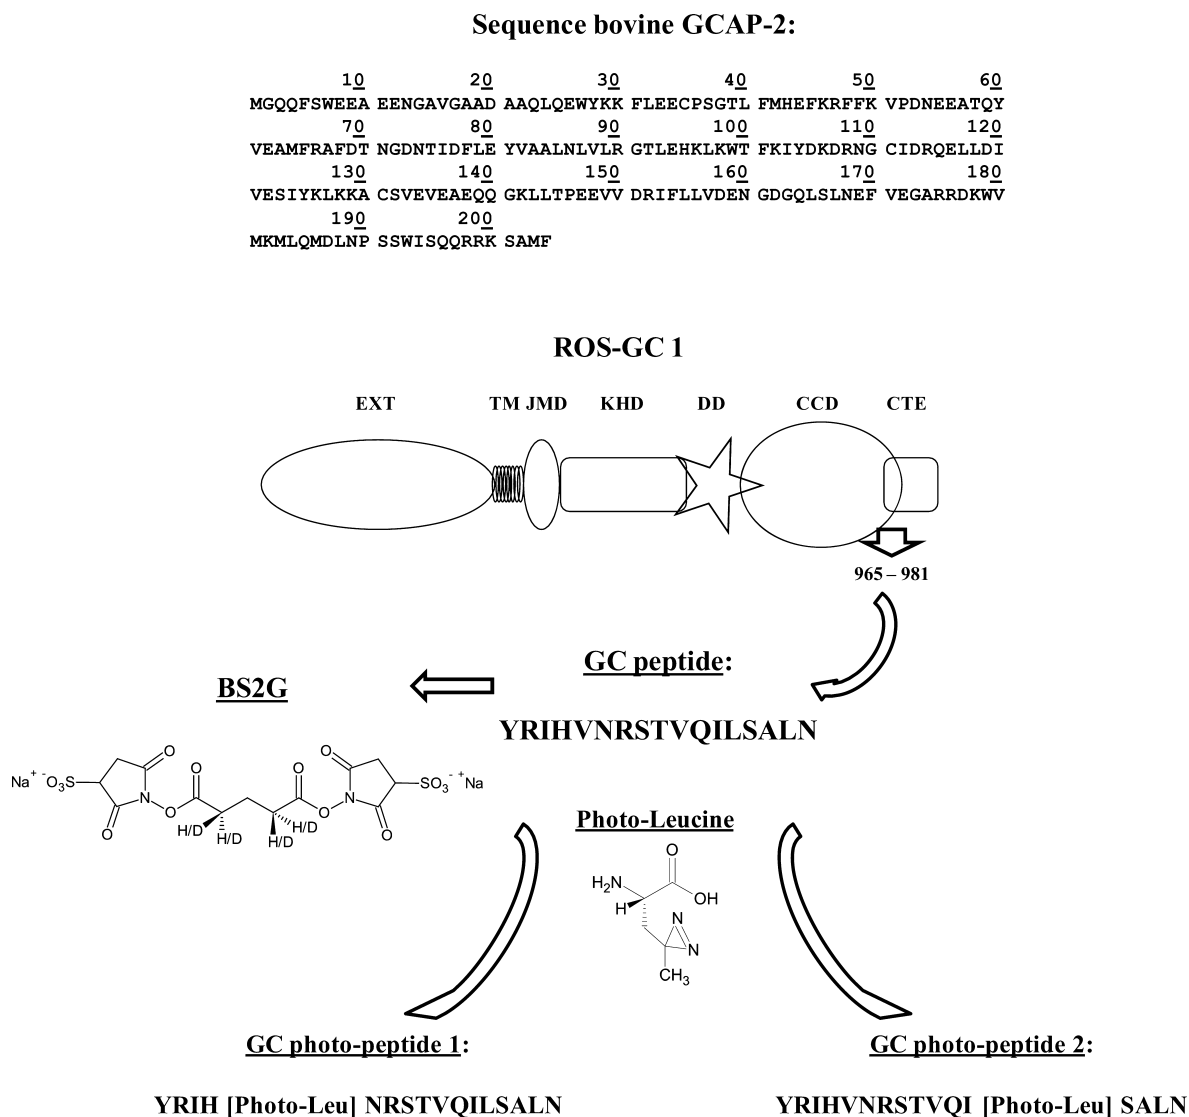 Sequence bovine GCAP-2:
10 20 30 40 50 60
MGQQFSWEEA EENGAVGAAD AAQLQEWYKK FLEECPSGTL FMHEFKRFFK VPDNEEATQY
70 80 90 100 110 120
VEAMFRAFDT NGDNTIDFLE YVAALNLVLR GTLEHKLKWT FKIYDKDRNG CIDRQELLDI
130 140 150 160 170 180
VESIYKLKKA CSVEVEAEQQ GKLLTPEEVV DRIFLLVDEN GDGQLSLNEF VEGARRDKWV
190 200
MKMLQMDLNP SSWISQQRRK SAMF
ROS-GC 1
EXT TM JMD KHD DD CCD CTE
965 – 981
GC peptide:
BS2G
YRIHVNRSTVQILSALN
O O O O
Na+ -O3S SO3- +Na
N O O N
O O
H/D H/D H/D H/D
Photo-Leucine
O
H2N
OH
H
N
N
CH3
GC photo-peptide 1: GC photo-peptide 2:
YRIH [Photo-Leu] NRSTVQILSALN YRIHVNRSTVQI [Photo-Leu] SALN